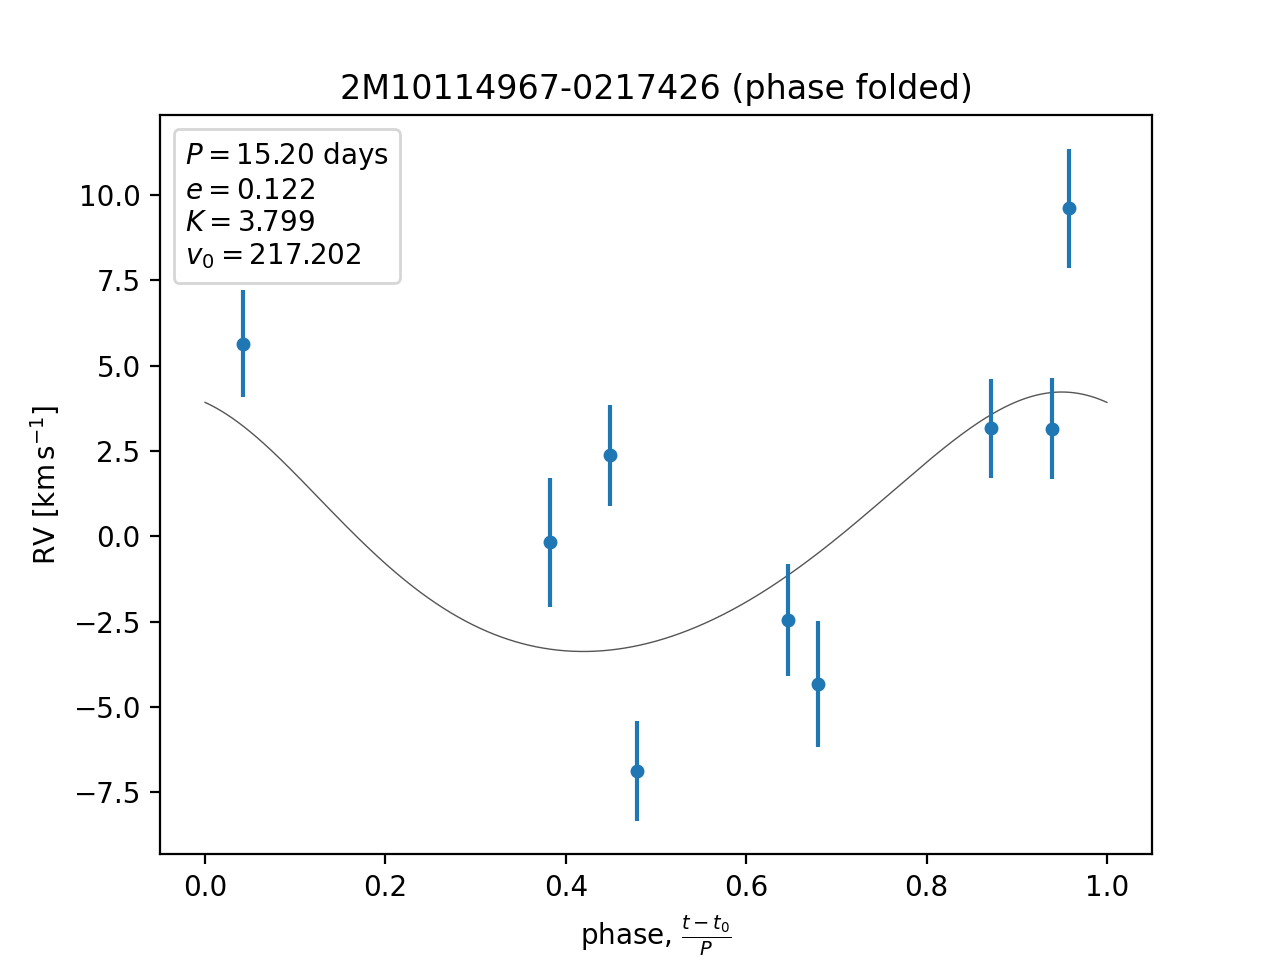 2M10114967-0217426 (phase folded)
P = 15.20 days
e = 0.122
K = 3.799
v₀ = 217.202
10.0
7.5
5.0
2.5
0.0
−2.5
−5.0
−7.5
RV [km s⁻¹]
0.0 0.2 0.4 0.6 0.8 1.0
phase, (t − t₀)/P